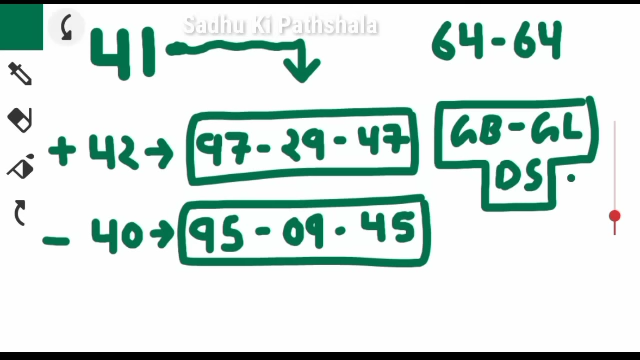 Sadhu Ki Pathshala
41
64-64
+ 42 → 97-29-47
GB-GL
DS.
- 40 → 95-09-45